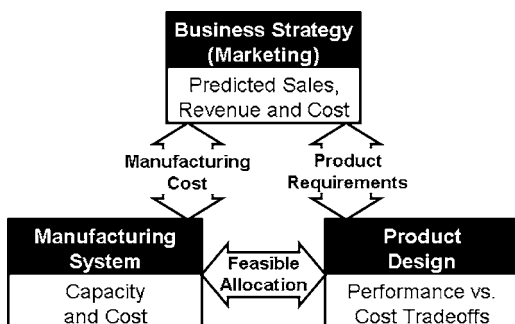 Business Strategy
(Marketing)
Predicted Sales,
Revenue and Cost
Manufacturing
Cost
Product
Requirements
Manufacturing
System
Capacity
and Cost
Feasible
Allocation
Product
Design
Performance vs.
Cost Tradeoffs